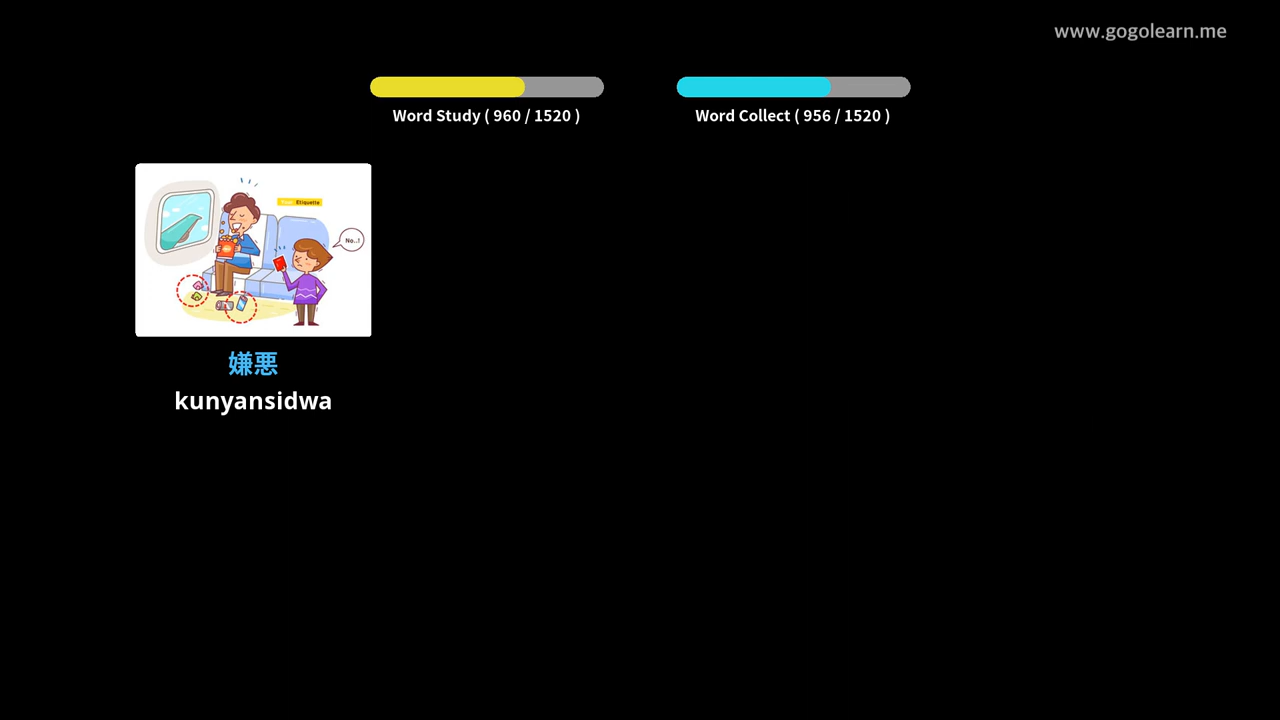 www.gogolearn.me
Word Study ( 960 / 1520 )
Word Collect ( 956 / 1520 )
Etiquette
No..!
嫌悪
kunyansidwa